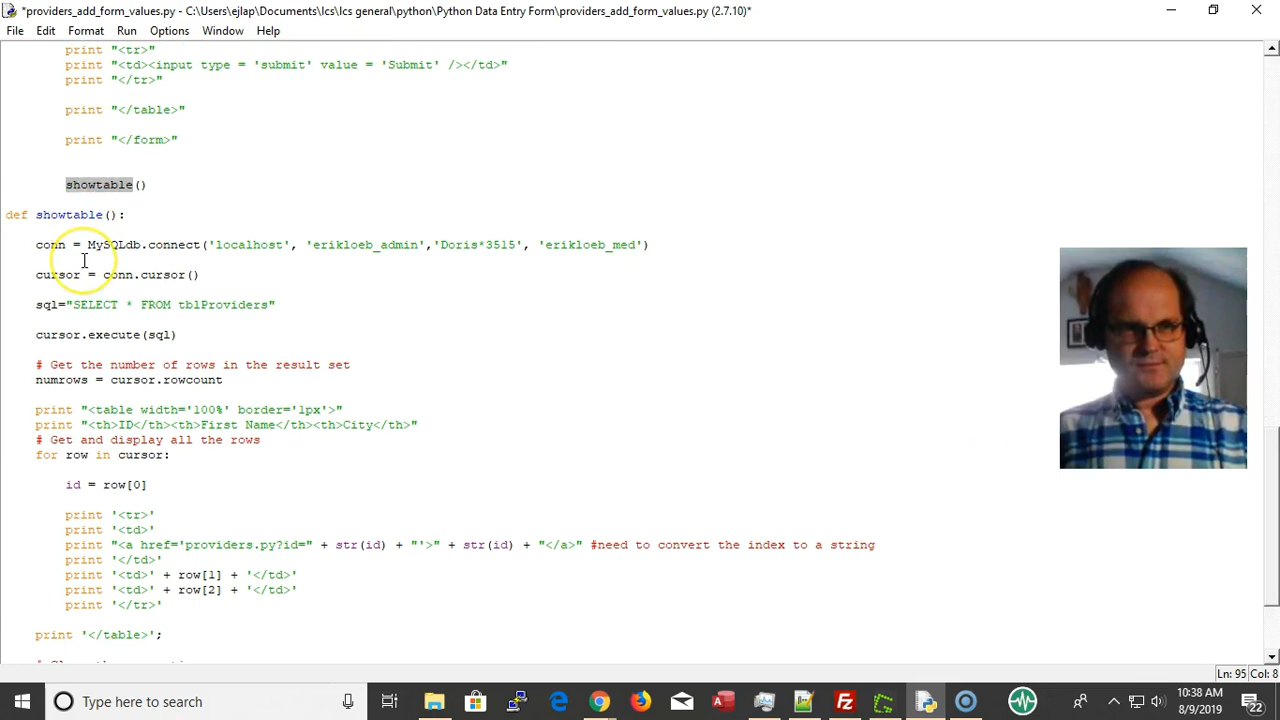 *providers_add_form_values.py - C:\Users\ejlap\Documents\lcs\lcs general\python\Python Data Entry Form\providers_add_form_values.py (2.7.10)*
File Edit Format Run Options Window Help
print "<tr>"
print "<td><input type = 'submit' value = 'Submit' /></td>"
print "</tr>"
print "</table>"
print "</form>"
showtable()
def showtable():
conn = MySQLdb.connect('localhost', 'erikloeb_admin','Doris*3515', 'erikloeb_med')
cursor = conn.cursor()
sql="SELECT * FROM tblProviders"
cursor.execute(sql)
# Get the number of rows in the result set
numrows = cursor.rowcount
print "<table width='100%' border='1px'>"
print "<th>ID</th><th>First Name</th><th>City</th>"
# Get and display all the rows
for row in cursor:
id = row[0]
print '<tr>'
print '<td>'
print "<a href='providers.py?id=" + str(id) + "'>" + str(id) + "</a>" #need to convert the index to a string
print '</td>'
print '<td>' + row[1] + '</td>'
print '<td>' + row[2] + '</td>'
print '</tr>'
print '</table>';
Ln: 95 Col: 8
Type here to search
10:38 AM
8/9/2019
22